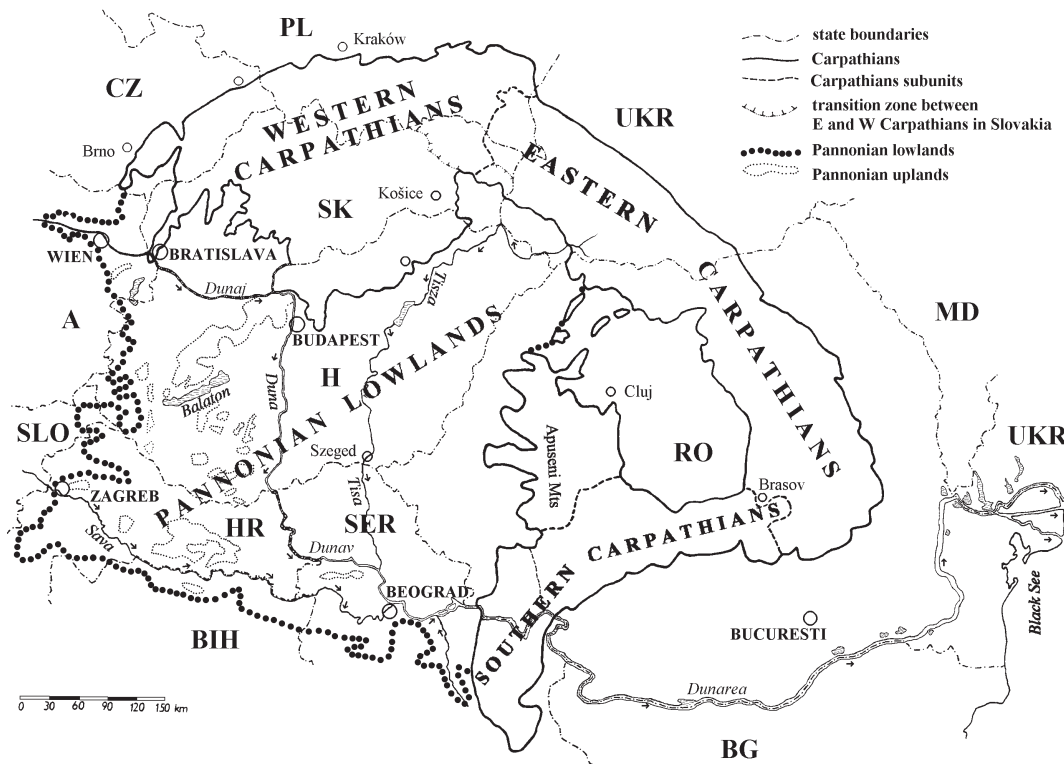 PL
Kraków
CZ
Brno
WESTERN
CARPATHIANS
UKR
EASTERN
CARPATHIANS
SK
Košice
WIEN
BRATISLAVA
Dunaj
Tisza
A
BUDAPEST
H
Duna
Balaton
PANNONIAN LOWLANDS
MD
Cluj
SLO
Szeged
Apuseni Mts
RO
UKR
ZAGREB
Tisa
Brasov
HR
SER
Sava
SOUTHERN CARPATHIANS
Dunav
BEOGRAD
BIH
BUCURESTI
Black See
Dunarea
BG
0 30 60 90 120 150
km
state boundaries
Carpathians
Carpathians subunits
transition zone between
E and W Carpathians in Slovakia
Pannonian lowlands
Pannonian uplands